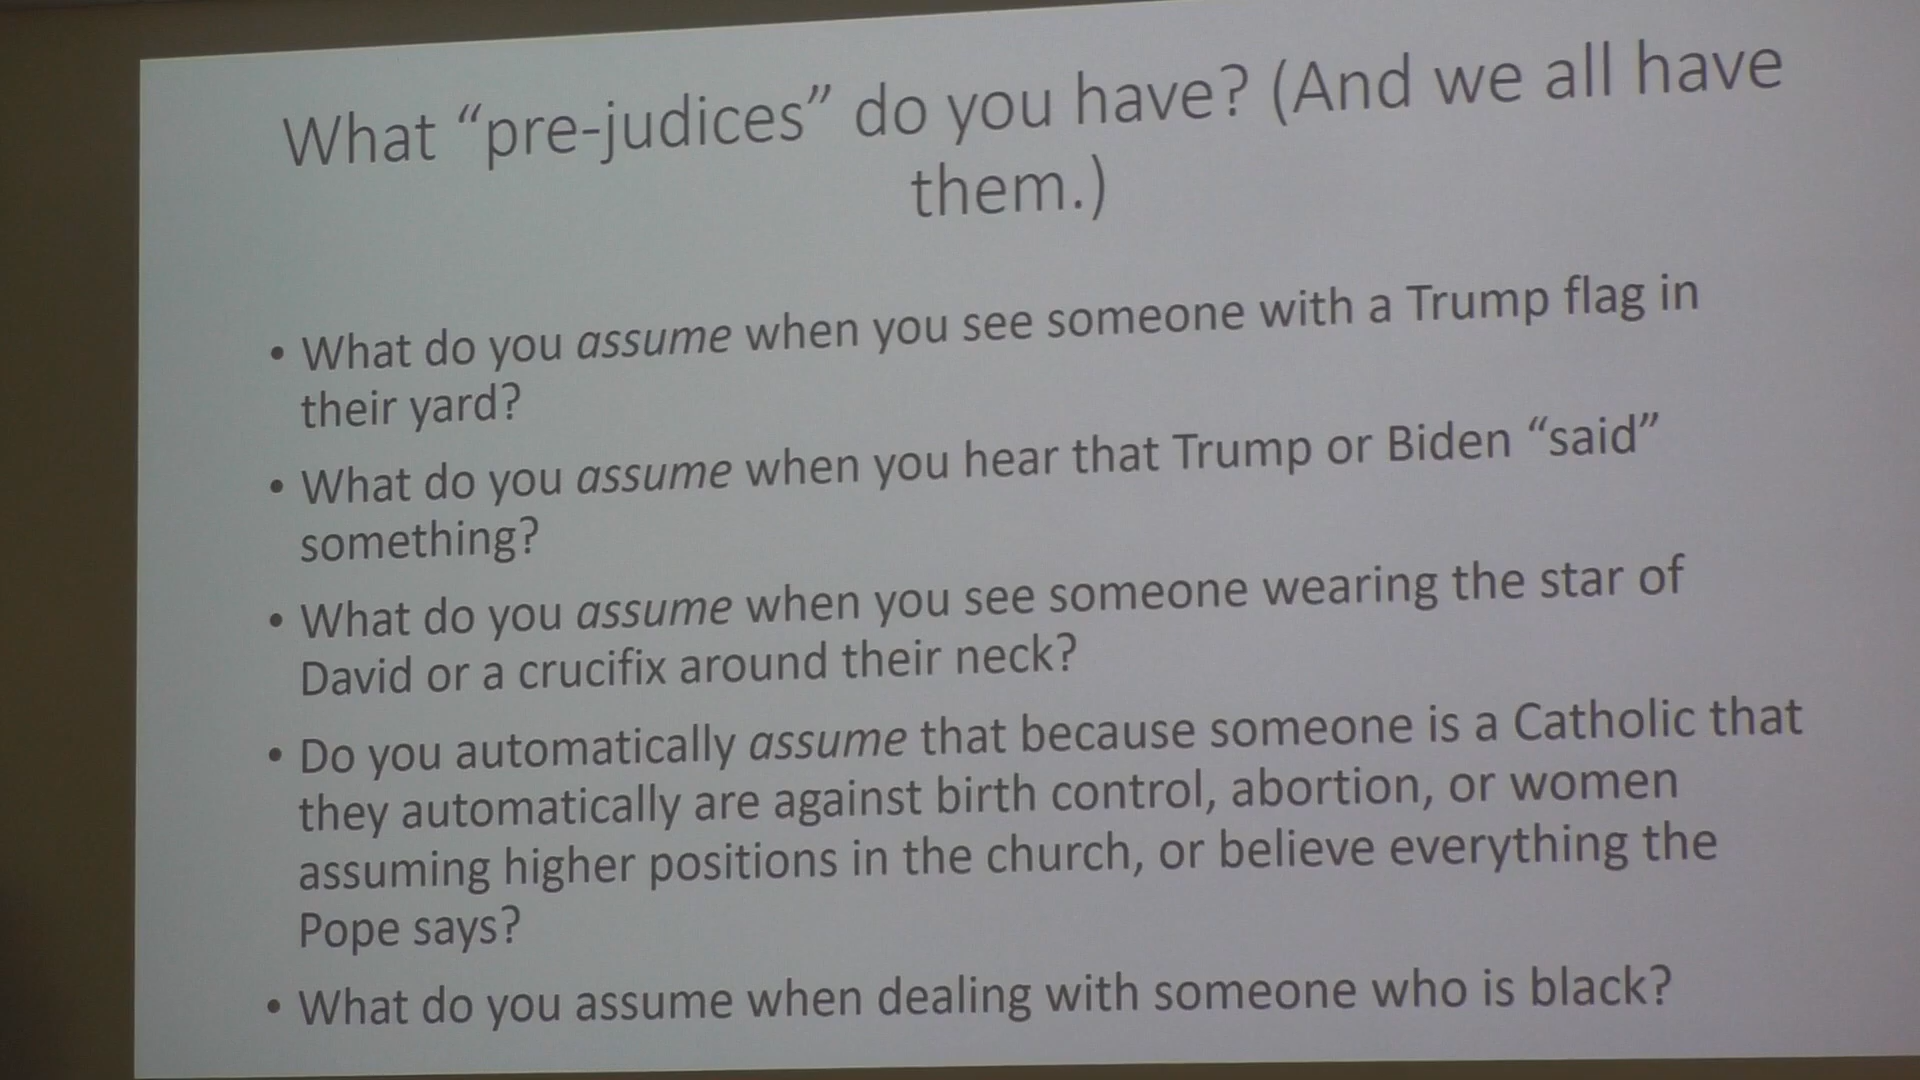 What “pre-judices” do you have? (And we all have
them.)
• What do you assume when you see someone with a Trump flag in
their yard?
• What do you assume when you hear that Trump or Biden “said”
something?
• What do you assume when you see someone wearing the star of
David or a crucifix around their neck?
• Do you automatically assume that because someone is a Catholic that
they automatically are against birth control, abortion, or women
assuming higher positions in the church, or believe everything the
Pope says?
• What do you assume when dealing with someone who is black?